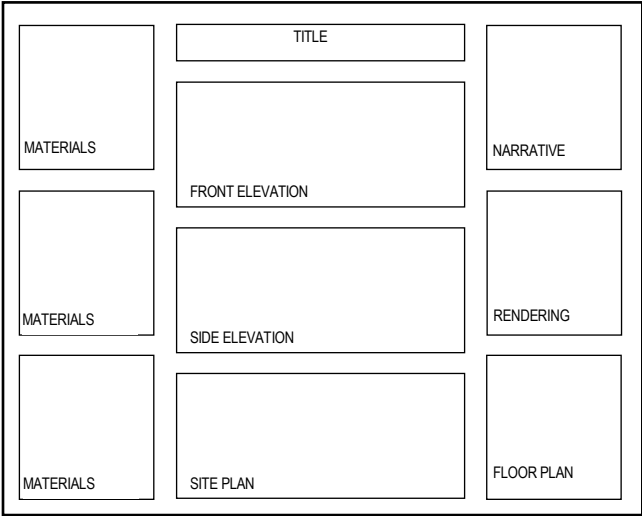 TITLE
MATERIALS
NARRATIVE
FRONT ELEVATION
MATERIALS
RENDERING
SIDE ELEVATION
MATERIALS
SITE PLAN
FLOOR PLAN